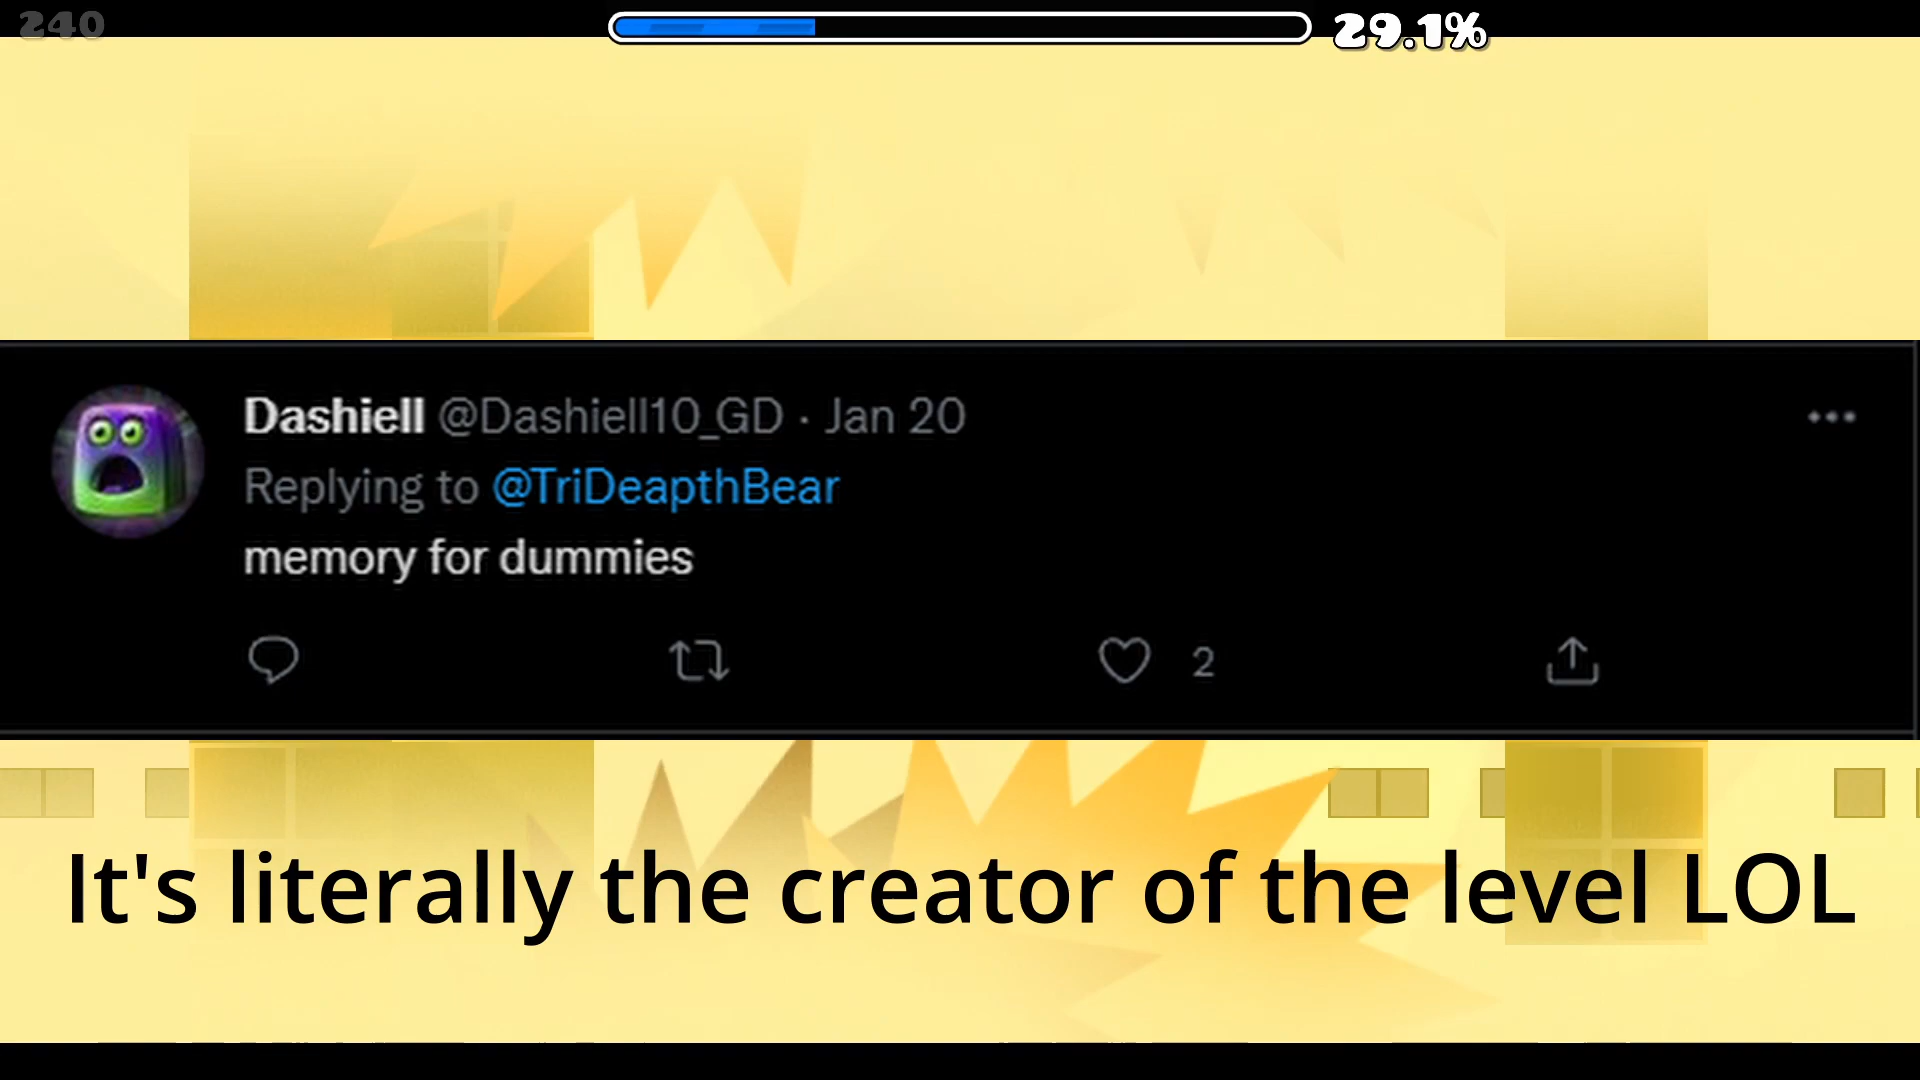 240
29.1%
Dashiell @Dashiell10_GD · Jan 20
Replying to @TriDeapthBear
memory for dummies
2
It's literally the creator of the level LOL